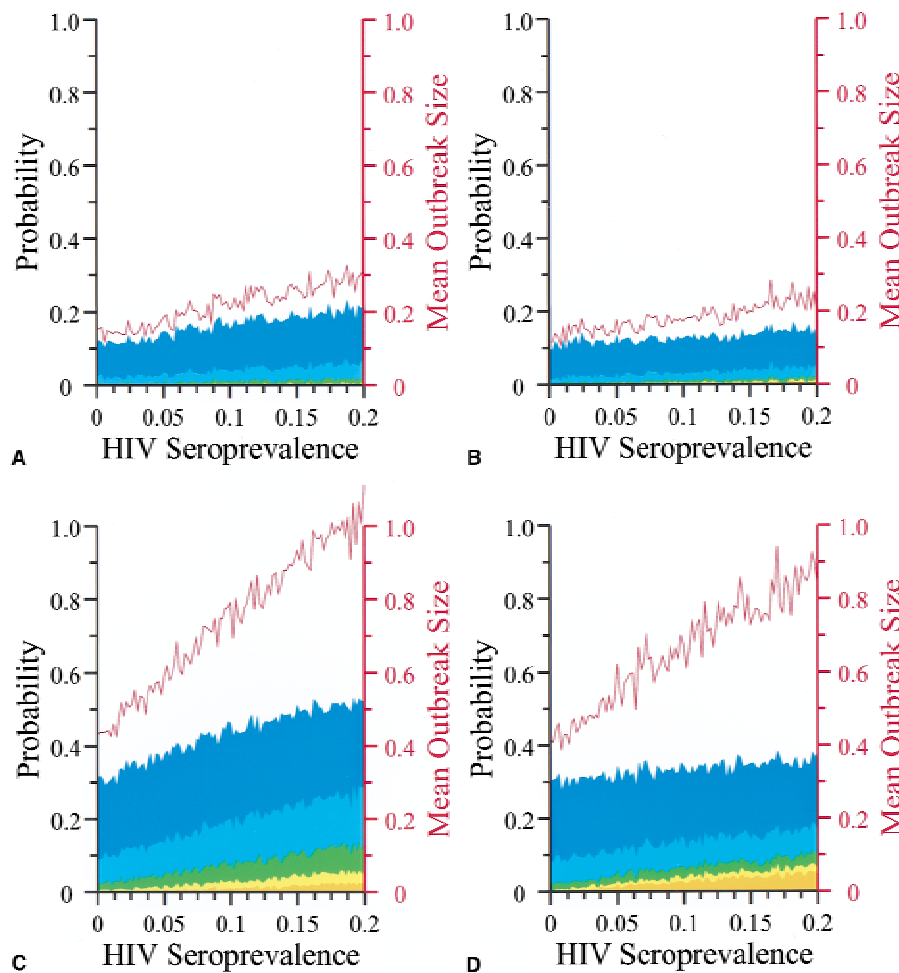 1.0 1.0 1.0 1.0
0.8 0.8 0.8 0.8
0.6 0.6 0.6 0.6
0.4 0.4 0.4 0.4
0.2 0.2 0.2 0.2
0 0 0 0
Probability Mean Outbreak Size Probability Mean Outbreak Size
0 0.05 0.1 0.15 0.2 0 0.05 0.1 0.15 0.2
A HIV Seroprevalence B HIV Seroprevalence
1.0 1.0 1.0 1.0
0.8 0.8 0.8 0.8
0.6 0.6 0.6 0.6
0.4 0.4 0.4 0.4
0.2 0.2 0.2 0.2
0 0 0 0
Probability Mean Outbreak Size Probability Mean Outbreak Size
0 0.05 0.1 0.15 0.2 0 0.05 0.1 0.15 0.2
C HIV Seroprevalence D HIV Scroprevalence